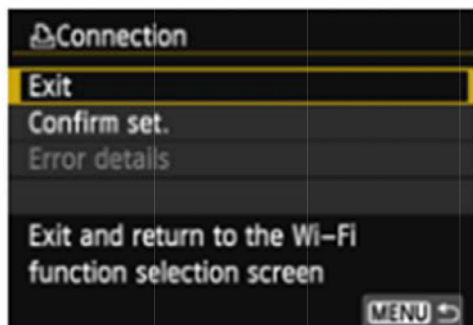 Connection
Exit
Confirm set.
Error details
Exit and return to the Wi-Fi
function selection screen
MENU